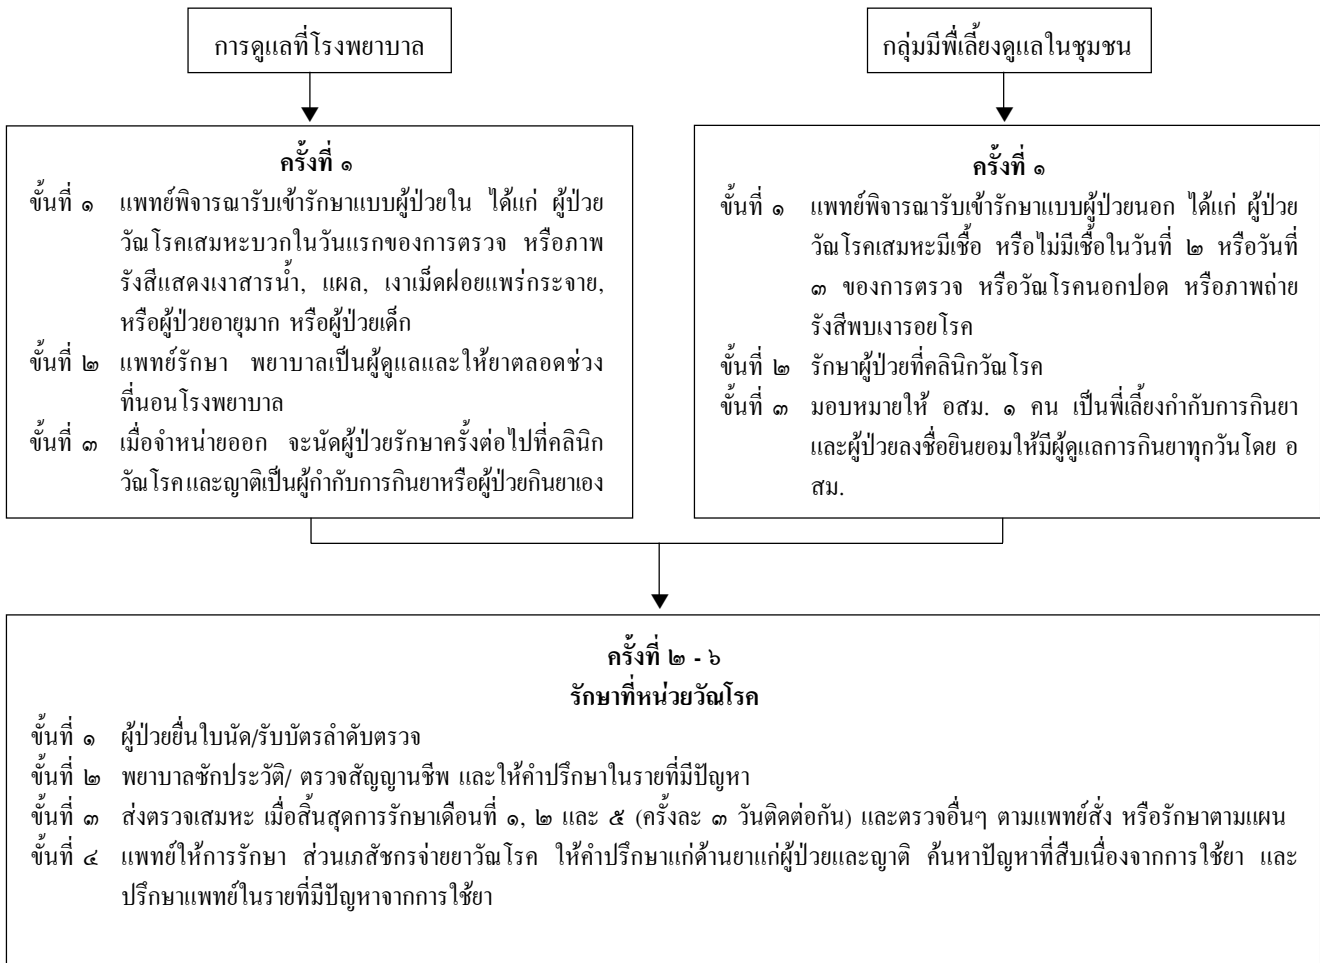 การดูแลที่โรงพยาบาล
กลุ่มมีพี่เลี้ยงดูแลในชุมชน
ครั้งที่ ๑
ขั้นที่ ๑ แพทย์พิจารณารับเข้ารักษาแบบผู้ป่วยใน ได้แก่ ผู้ป่วย
วัณโรคเสมหะบวกในวันแรกของการตรวจ หรือภาพ
รังสีแสดงเงาสารน้ำ, แผล, เงาเม็ดฝอยแพร่กระจาย,
หรือผู้ป่วยอายุมาก หรือผู้ป่วยเด็ก
ขั้นที่ ๒ แพทย์รักษา พยาบาลเป็นผู้ดูแลและให้ยาตลอดช่วง
ที่นอนโรงพยาบาล
ขั้นที่ ๓ เมื่อจำหน่ายออก จะนัดผู้ป่วยรักษาครั้งต่อไปที่คลินิก
วัณโรคและญาติเป็นผู้กำกับการกินยาหรือผู้ป่วยกินยาเอง
ครั้งที่ ๑
ขั้นที่ ๑ แพทย์พิจารณารับเข้ารักษาแบบผู้ป่วยนอก ได้แก่ ผู้ป่วย
วัณโรคเสมหะมีเชื้อ หรือไม่มีเชื้อในวันที่ ๒ หรือวันที่
๓ ของการตรวจ หรือวัณโรคนอกปอด หรือภาพถ่าย
รังสีพบเงารอยโรค
ขั้นที่ ๒ รักษาผู้ป่วยที่คลินิกวัณโรค
ขั้นที่ ๓ มอบหมายให้ อสม. ๑ คน เป็นพี่เลี้ยงกำกับการกินยา
และผู้ป่วยลงชื่อยินยอมให้มีผู้ดูแลการกินยาทุกวันโดย อ
สม.
ครั้งที่ ๒ - ๖
รักษาที่หน่วยวัณโรค
ขั้นที่ ๑ ผู้ป่วยยื่นใบนัด/รับบัตรลำดับตรวจ
ขั้นที่ ๒ พยาบาลซักประวัติ/ ตรวจสัญญานชีพ และให้คำปรึกษาในรายที่มีปัญหา
ขั้นที่ ๓ ส่งตรวจเสมหะ เมื่อสิ้นสุดการรักษาเดือนที่ ๑, ๒ และ ๕ (ครั้งละ ๓ วันติดต่อกัน) และตรวจอื่นๆ ตามแพทย์สั่ง หรือรักษาตามแผน
ขั้นที่ ๔ แพทย์ให้การรักษา ส่วนเภสัชกรจ่ายยาวัณโรค ให้คำปรึกษาแก่ด้านยาแก่ผู้ป่วยและญาติ ค้นหาปัญหาที่สืบเนื่องจากการใช้ยา และ
ปรึกษาแพทย์ในรายที่มีปัญหาจากการใช้ยา